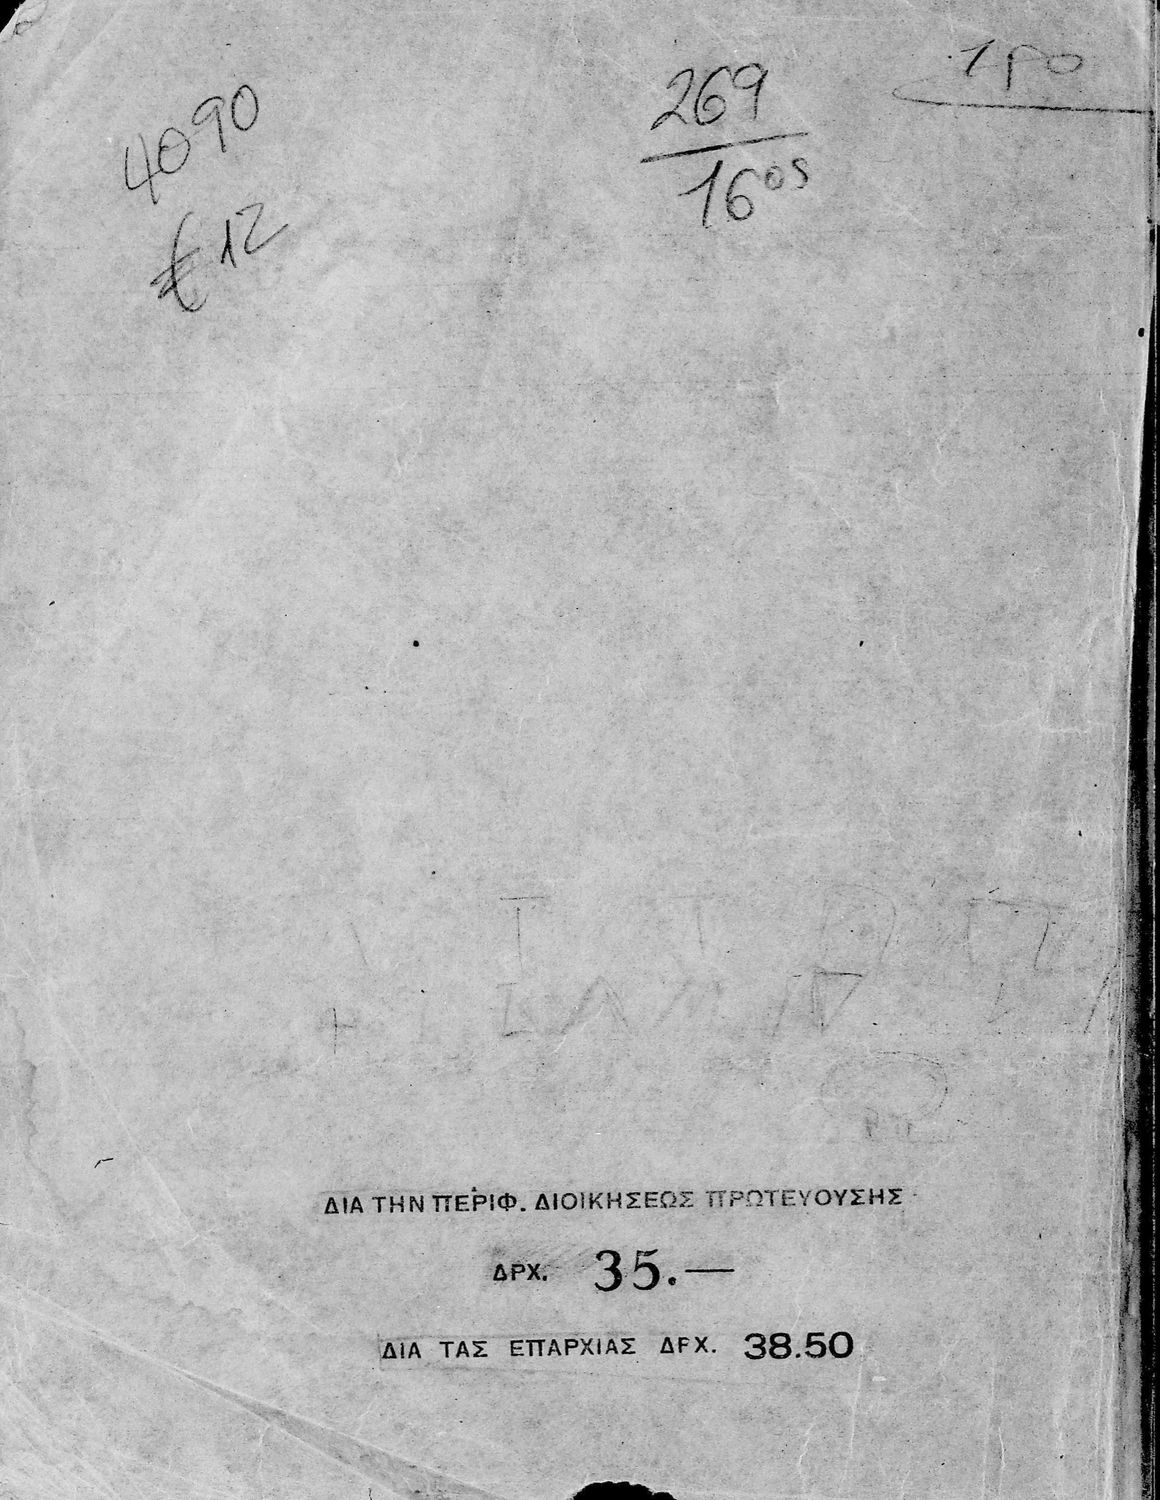 4090
€ 12
269
16ος
ΔΙΑ ΤΗΝ ΠΕΡΙΦ. ΔΙΟΙΚΗΣΕΩΣ ΠΡΩΤΕΥΟΥΣΗΣ
ΔΡΧ. 35.—
ΔΙΑ ΤΑΣ ΕΠΑΡΧΙΑΣ ΔΡΧ. 38.50